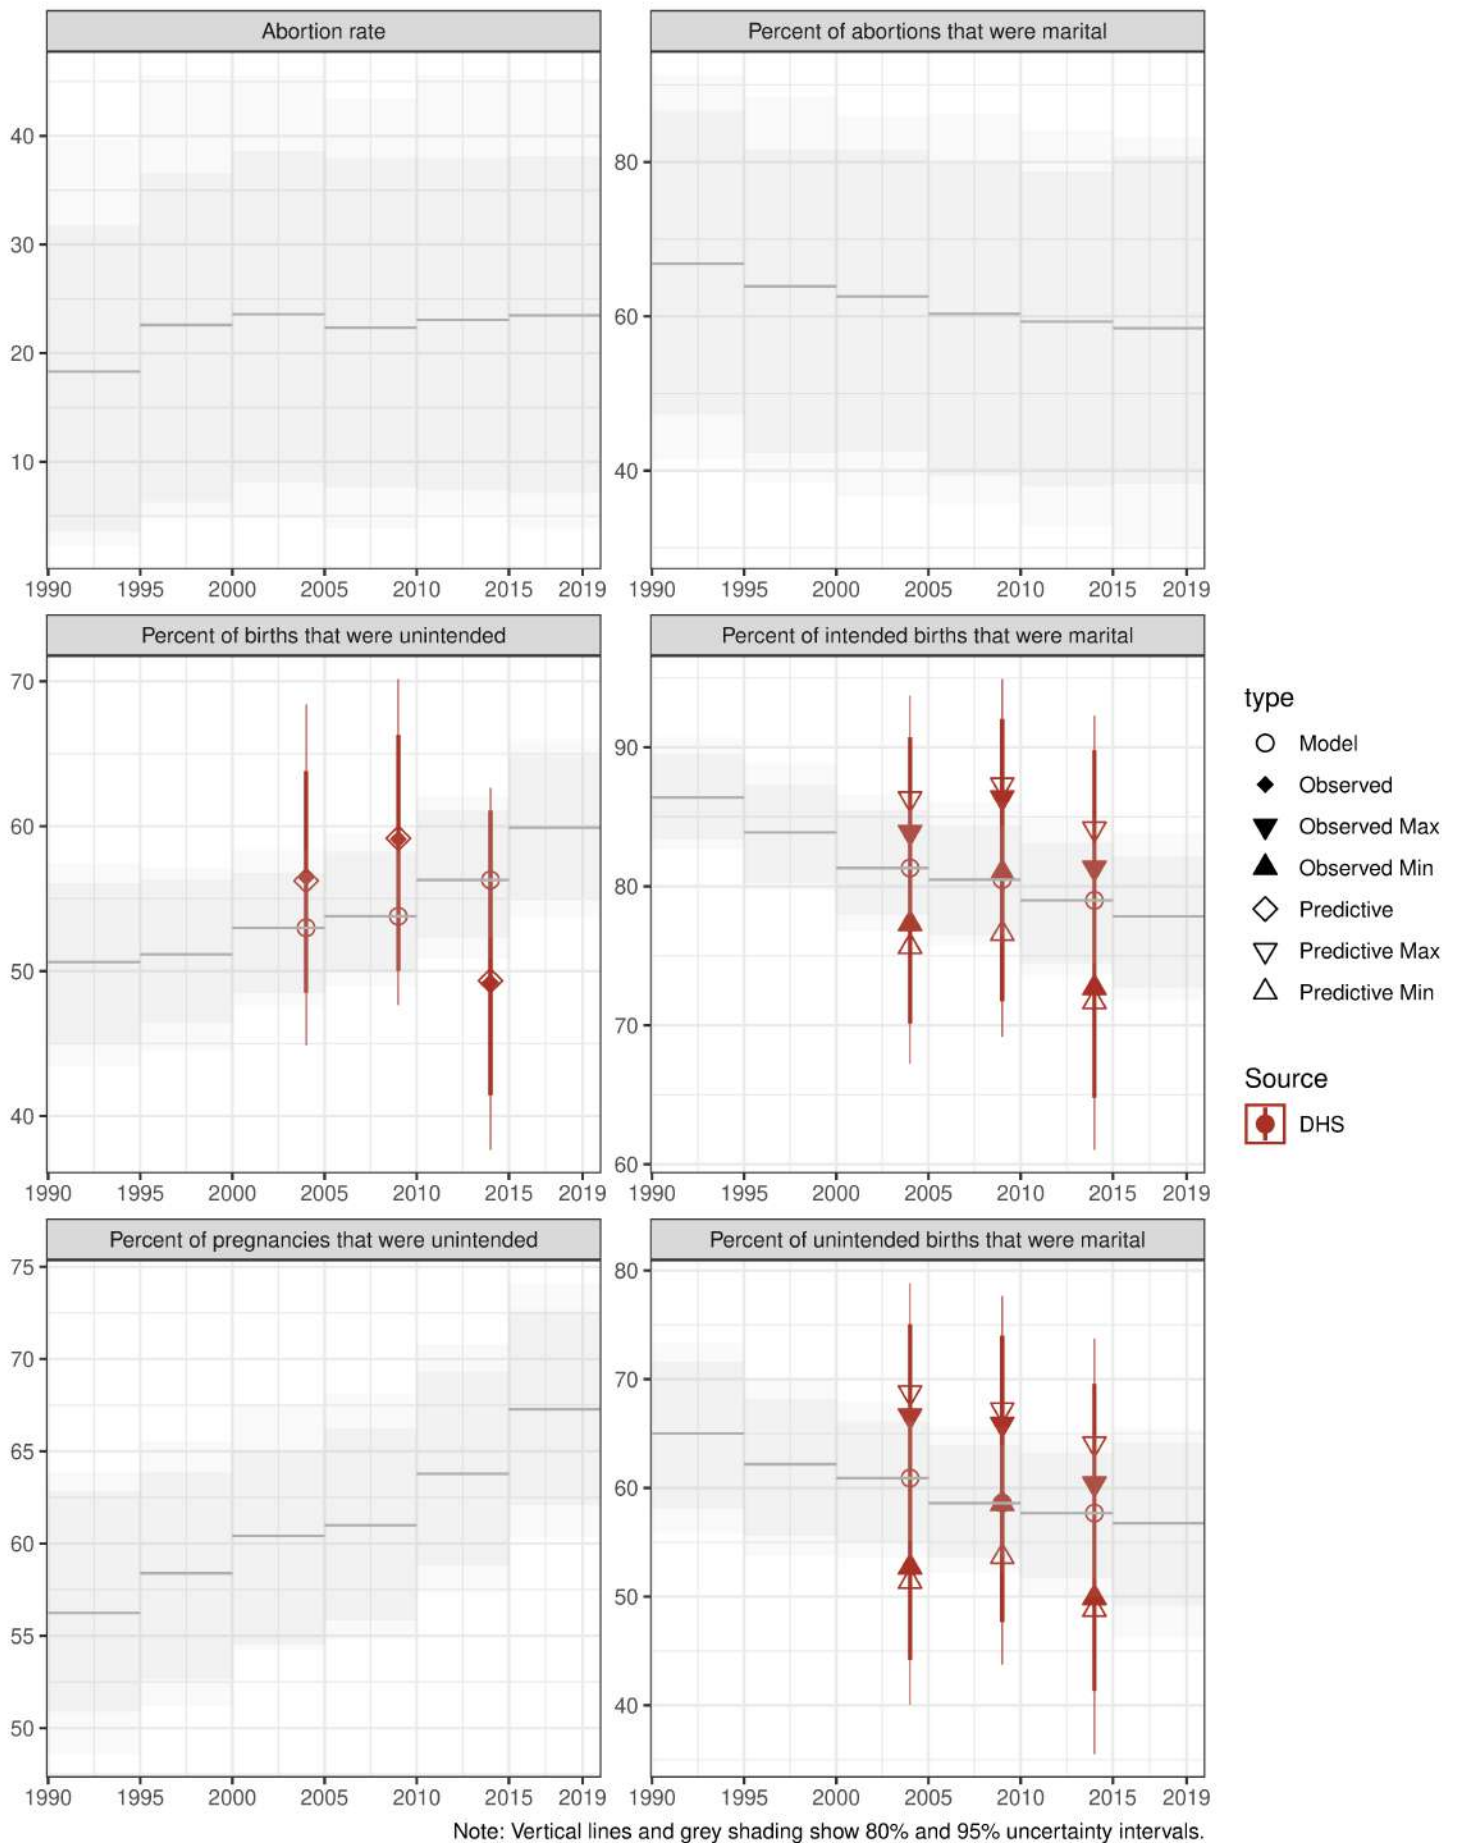 Abortion rate
Percent of abortions that were marital
40
30
20
10
80
60
40
1990 1995 2000 2005 2010 2015 2019
1990 1995 2000 2005 2010 2015 2019
Percent of births that were unintended
Percent of intended births that were marital
70
60
50
40
90
80
70
60
1990 1995 2000 2005 2010 2015 2019
1990 1995 2000 2005 2010 2015 2019
Percent of pregnancies that were unintended
Percent of unintended births that were marital
75
70
65
60
55
50
80
70
60
50
40
1990 1995 2000 2005 2010 2015 2019
1990 1995 2000 2005 2010 2015 2019
type
Model
Observed
Observed Max
Observed Min
Predictive
Predictive Max
Predictive Min
Source
DHS
Note: Vertical lines and grey shading show 80% and 95% uncertainty intervals.